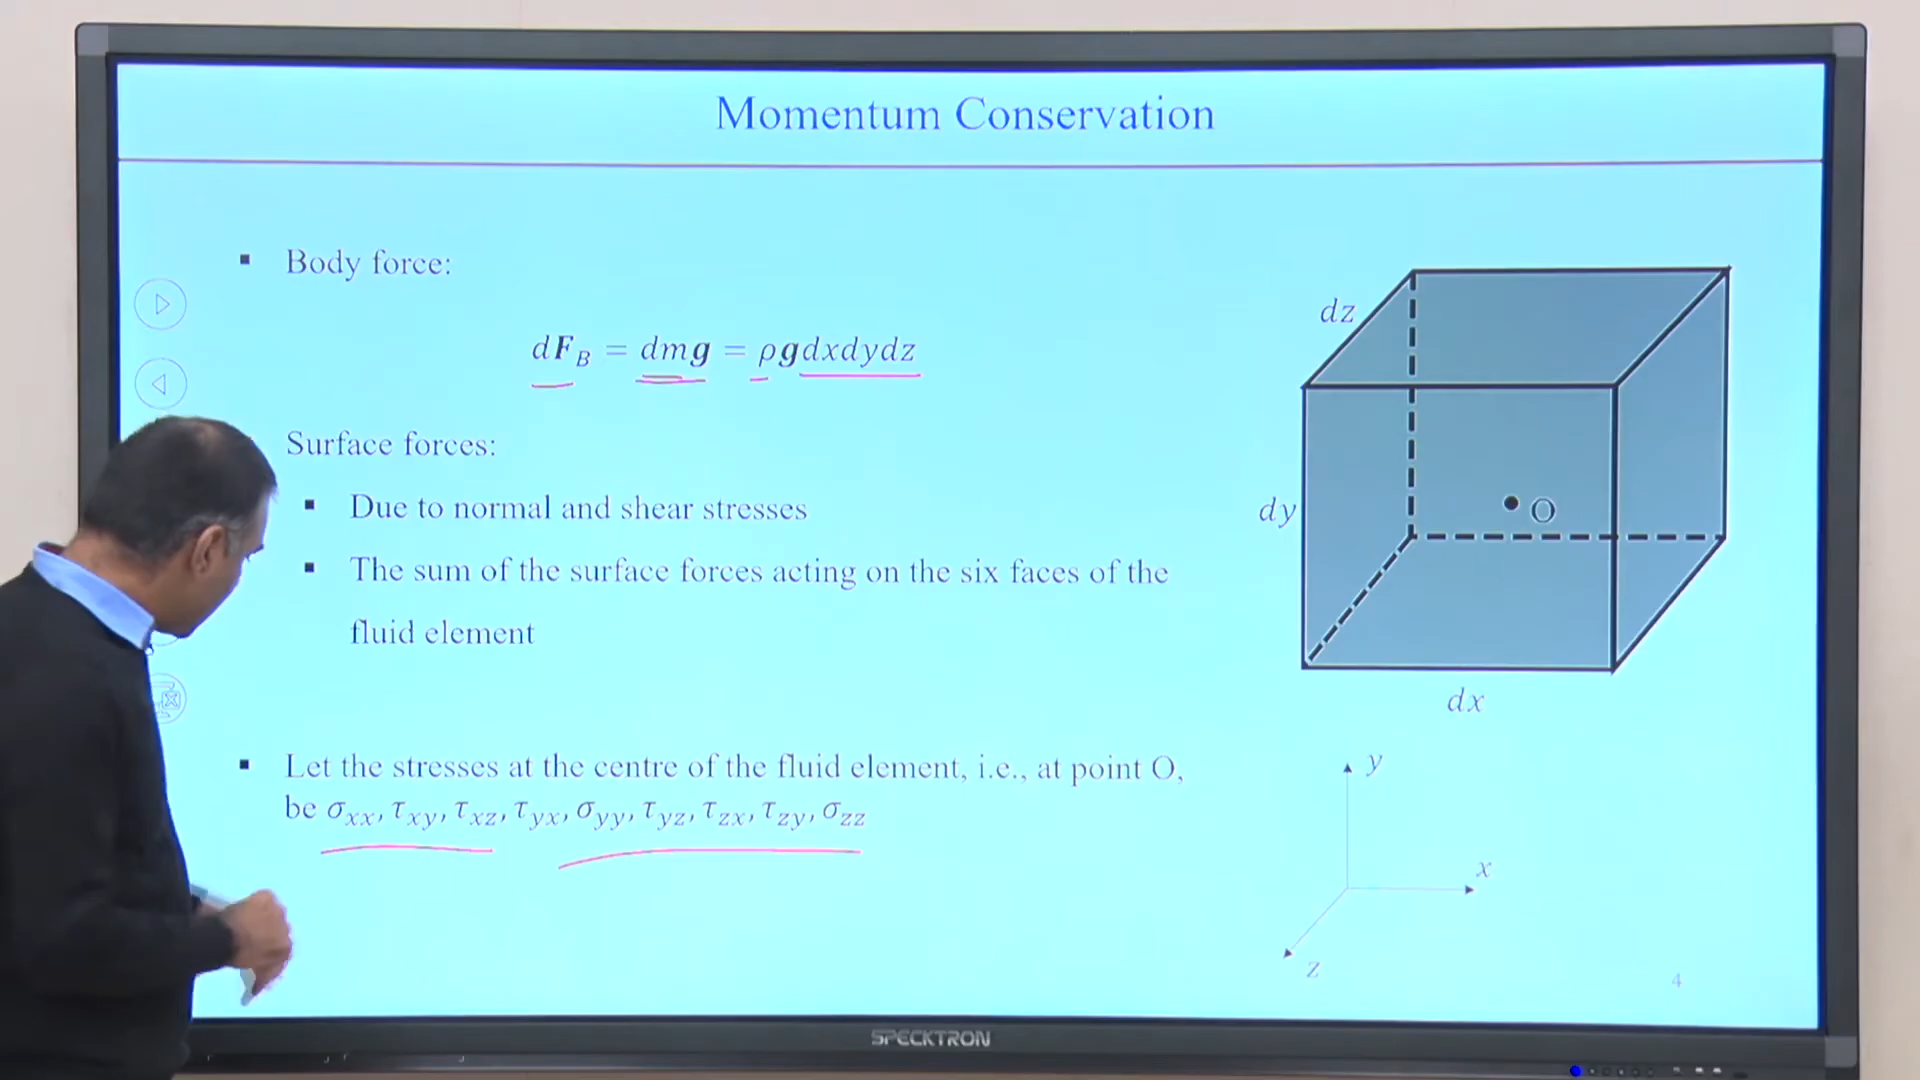 Momentum Conservation
▪ Body force:
d𝑭_B = dm𝒈 = ρ𝒈dxdydz
Surface forces:
▪ Due to normal and shear stresses
▪ The sum of the surface forces acting on the six faces of the
fluid element
▪ Let the stresses at the centre of the fluid element, i.e., at point O,
be σ_xx, τ_xy, τ_xz, τ_yx, σ_yy, τ_yz, τ_zx, τ_zy, σ_zz
dz
dy
O
dx
y
x
z
4
SPECKTRON